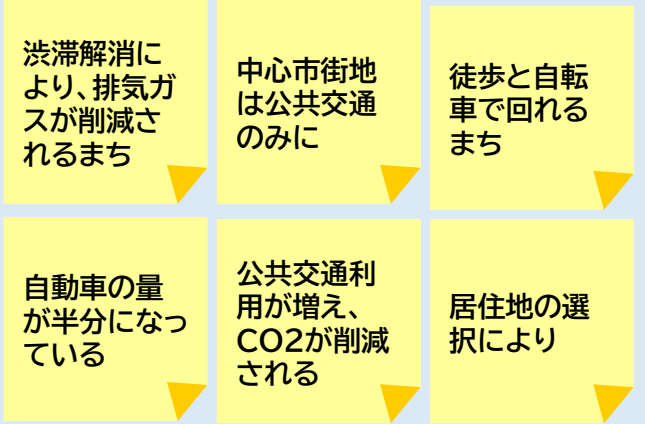 渋滞解消に
より、排気ガ
スが削減さ
れるまち
中心市街地
は公共交通
のみに
徒歩と自転
車で回れる
まち
自動車の量
が半分になっ
ている
公共交通利
用が増え、
CO2が削減
される
居住地の選
択により